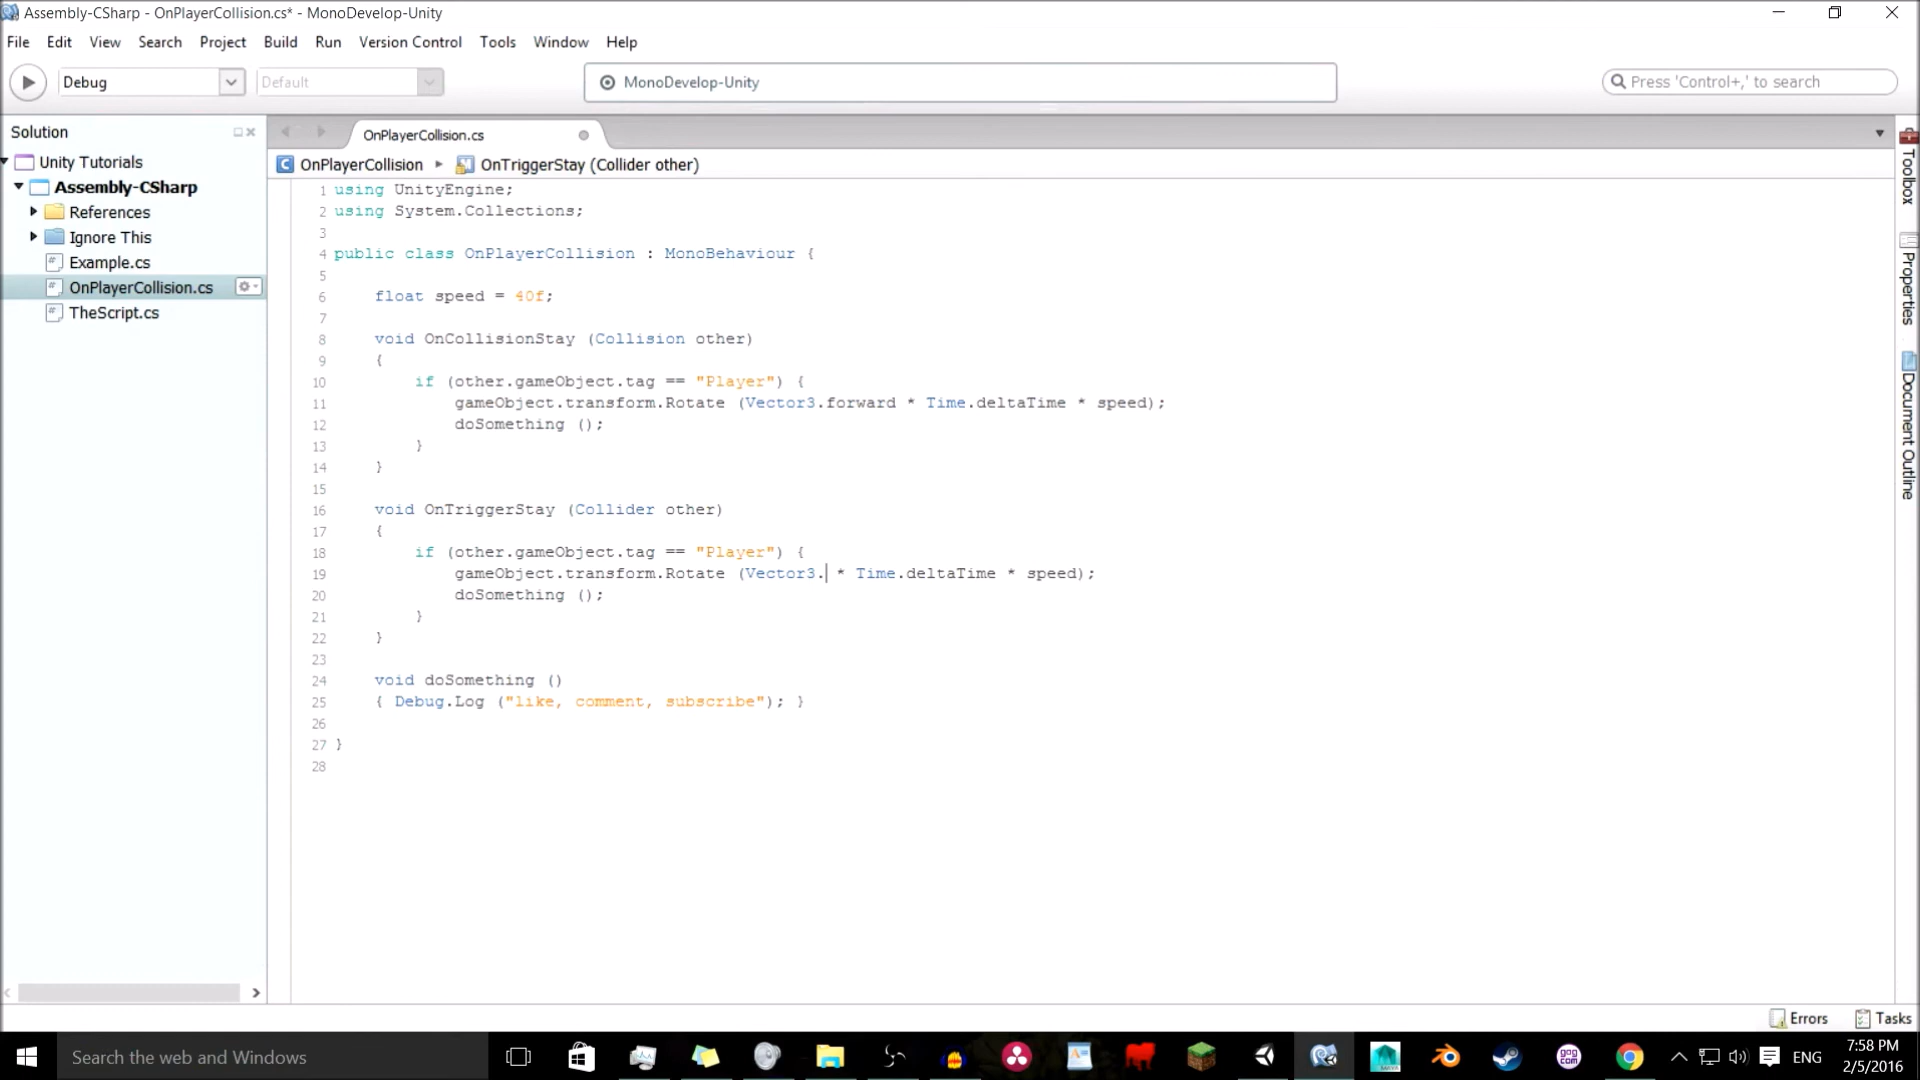 Assembly-CSharp - OnPlayerCollision.cs* - MonoDevelop-Unity
File Edit View Search Project Build Run Version Control Tools Window Help
Debug Default MonoDevelop-Unity Press 'Control+,' to search
Solution
Unity Tutorials
Assembly-CSharp
References
Ignore This
Example.cs
OnPlayerCollision.cs
TheScript.cs
OnPlayerCollision.cs
OnPlayerCollision OnTriggerStay (Collider other)
1 using UnityEngine;
2 using System.Collections;
3
4 public class OnPlayerCollision : MonoBehaviour {
5
6 float speed = 40f;
7
8 void OnCollisionStay (Collision other)
9 {
10 if (other.gameObject.tag == "Player") {
11 gameObject.transform.Rotate (Vector3.forward * Time.deltaTime * speed);
12 doSomething ();
13 }
14 }
15
16 void OnTriggerStay (Collider other)
17 {
18 if (other.gameObject.tag == "Player") {
19 gameObject.transform.Rotate (Vector3. * Time.deltaTime * speed);
20 doSomething ();
21 }
22 }
23
24 void doSomething ()
25 { Debug.Log ("like, comment, subscribe"); }
26
27 }
28
Toolbox
Properties
Document Outline
Errors Tasks
Search the web and Windows
gog.com
ENG
7:58 PM
2/5/2016